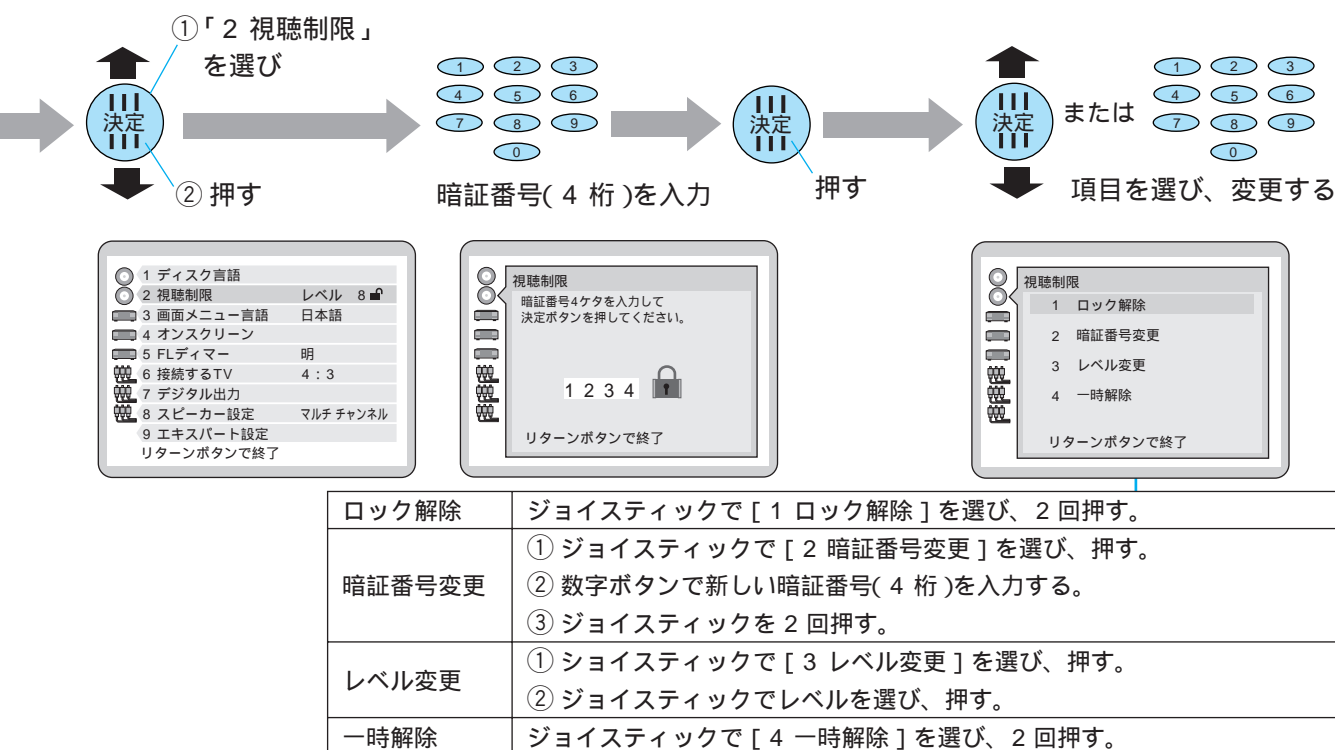 ①「2 視聴制限」
を選び
決定
② 押す
1 2 3
4 5 6
7 8 9
0
暗証番号(4 桁)を入力
決定
押す
決定
または
1 2 3
4 5 6
7 8 9
0
項目を選び、変更する
1 ディスク言語
2 視聴制限 レベル 8
3 画面メニュー言語 日本語
4 オンスクリーン
5 FLディマー 明
6 接続するTV 4:3
7 デジタル出力
8 スピーカー設定 マルチ チャンネル
9 エキスパート設定
リターンボタンで終了
視聴制限
暗証番号4ケタを入力して
決定ボタンを押してください。
1 2 3 4
リターンボタンで終了
視聴制限
1 ロック解除
2 暗証番号変更
3 レベル変更
4 一時解除
リターンボタンで終了
ロック解除 ジョイスティックで[1 ロック解除]を選び、2回押す。
暗証番号変更
① ジョイスティックで[2 暗証番号変更]を選び、押す。
② 数字ボタンで新しい暗証番号(4 桁)を入力する。
③ ジョイスティックを2回押す。
レベル変更
① ショイスティックで[3 レベル変更]を選び、押す。
② ジョイスティックでレベルを選び、押す。
一時解除 ジョイスティックで[4 一時解除]を選び、2回押す。